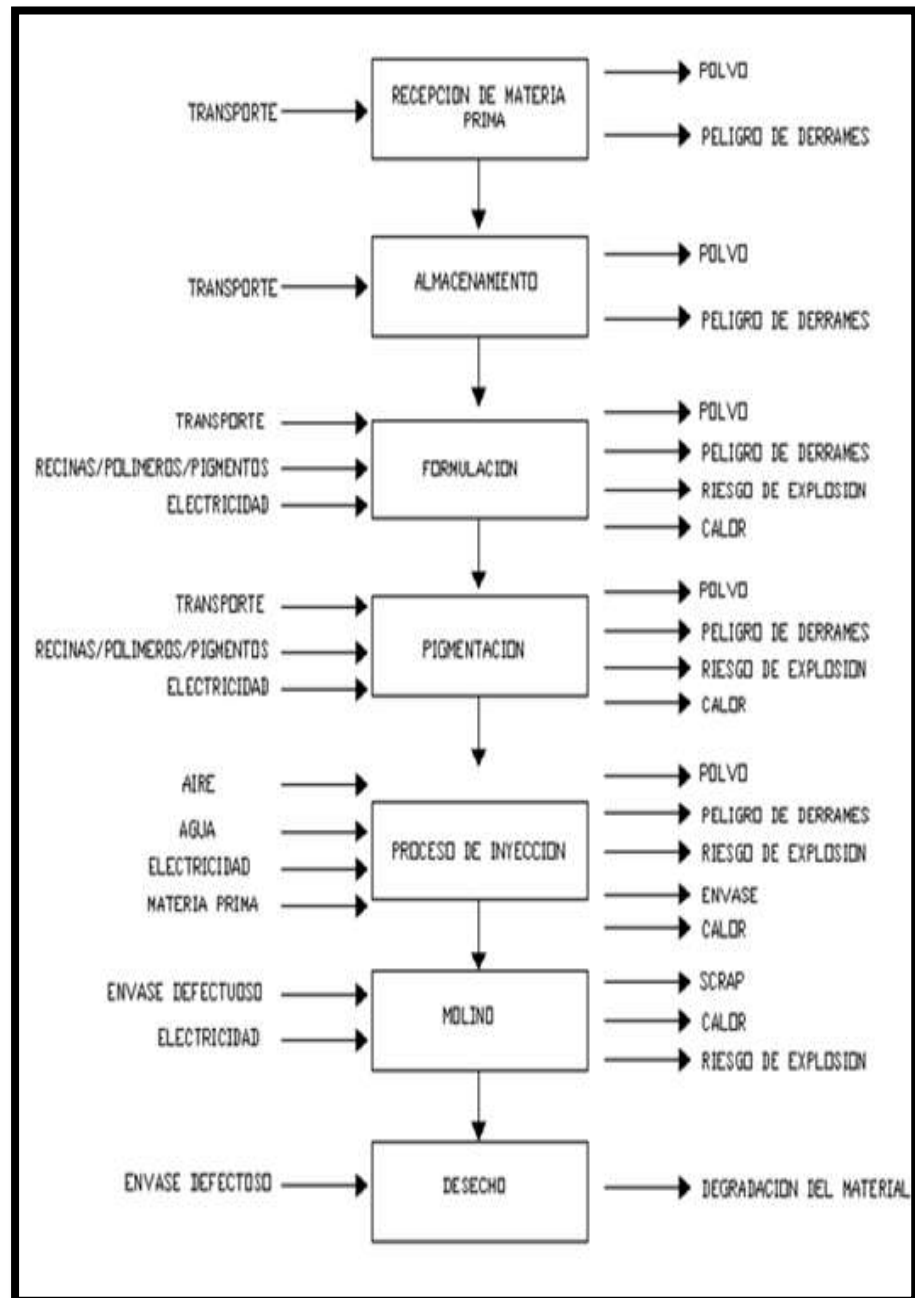 POLVO
RECEPCION DE MATERIA
PRIMA
TRANSPORTE
PELIGRO DE DERRAMES
POLVO
ALMACENAMIENTO
TRANSPORTE
PELIGRO DE DERRAMES
TRANSPORTE
RECINAS/POLIMEROS/PIGMENTOS
ELECTRICIDAD
FORMULACION
POLVO
PELIGRO DE DERRAMES
RIESGO DE EXPLOSION
CALOR
TRANSPORTE
RECINAS/POLIMEROS/PIGMENTOS
ELECTRICIDAD
PIGMENTACION
POLVO
PELIGRO DE DERRAMES
RIESGO DE EXPLOSION
CALOR
AIRE
AGUA
ELECTRICIDAD
MATERIA PRIMA
PROCESO DE INYECCION
POLVO
PELIGRO DE DERRAMES
RIESGO DE EXPLOSION
ENVASE
CALOR
ENVASE DEFECTUOSO
ELECTRICIDAD
MOLINO
SCRAP
CALOR
RIESGO DE EXPLOSION
ENVASE DEFECTOSO
DESECHO
DEGRADACION DEL MATERIAL